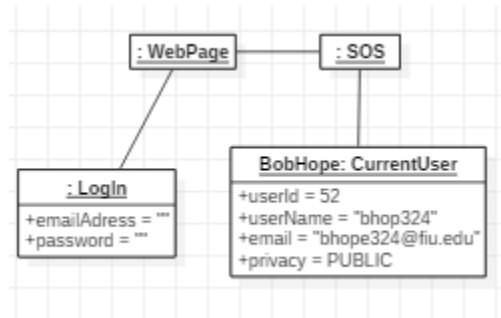 : WebPage
: SOS
: LogIn
+emailAdress = ""
+password = ""
BobHope: CurrentUser
+userId = 52
+userName = "bhop324"
+email = "bhope324@fiu.edu"
+privacy = PUBLIC